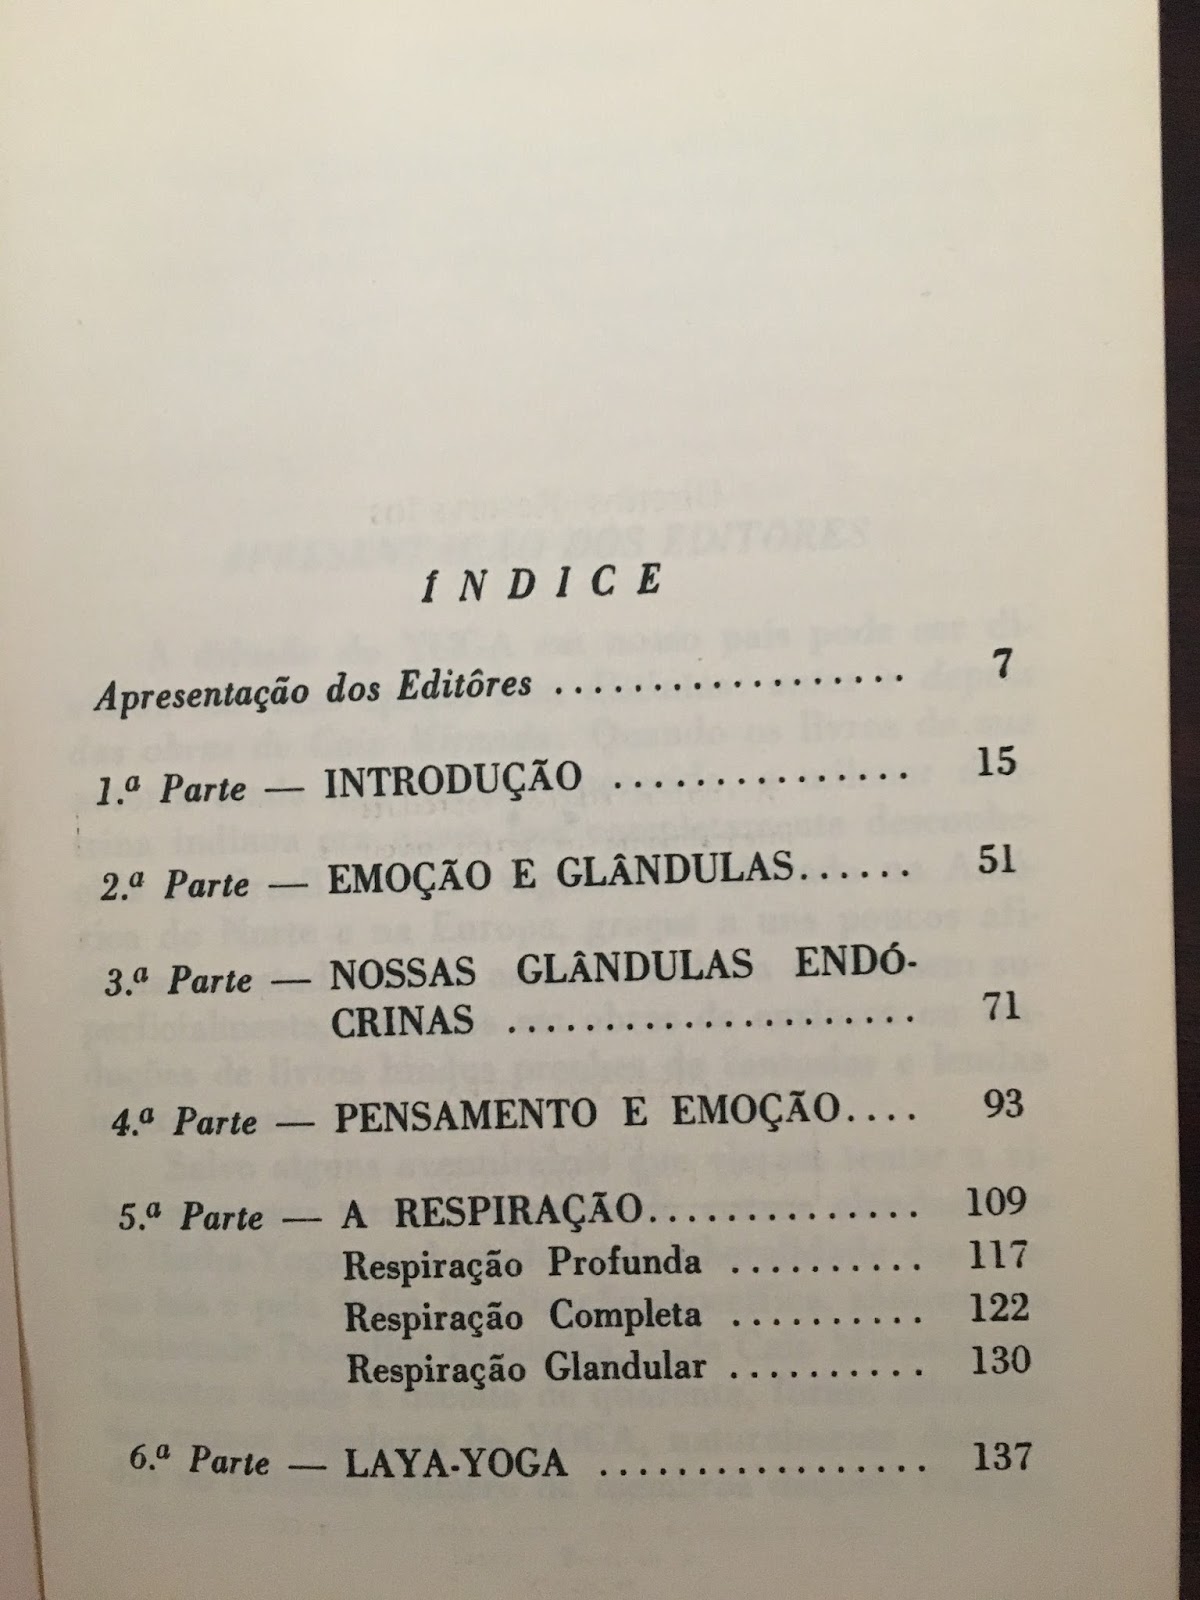 ÍNDICE
Apresentação dos Editôres .................. 7
1.ª Parte — INTRODUÇÃO ............... 15
2.ª Parte — EMOÇÃO E GLÂNDULAS...... 51
3.ª Parte — NOSSAS GLÂNDULAS ENDÓ-
CRINAS ...................... 71
4.ª Parte — PENSAMENTO E EMOÇÃO.... 93
5.ª Parte — A RESPIRAÇÃO............... 109
Respiração Profunda .......... 117
Respiração Completa .......... 122
Respiração Glandular .......... 130
6.ª Parte — LAYA-YOGA ................. 137